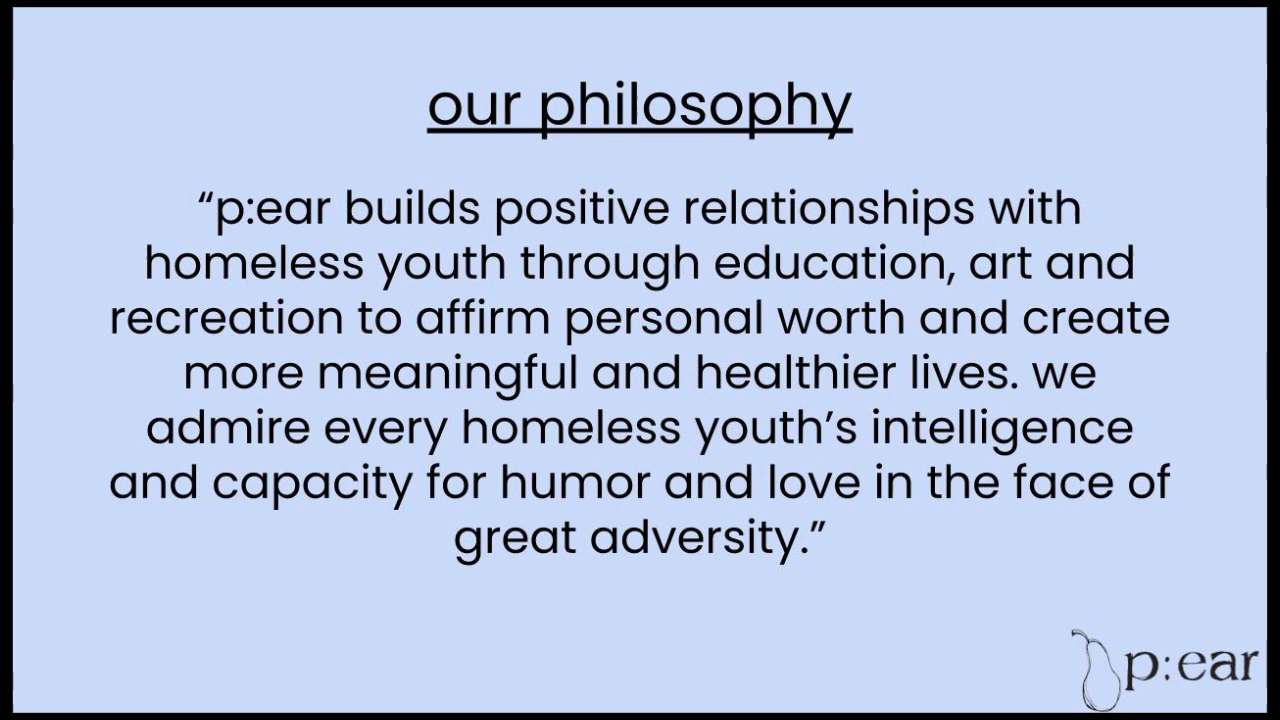 our philosophy
“p:ear builds positive relationships with
homeless youth through education, art and
recreation to affirm personal worth and create
more meaningful and healthier lives. we
admire every homeless youth’s intelligence
and capacity for humor and love in the face of
great adversity.”
p:ear